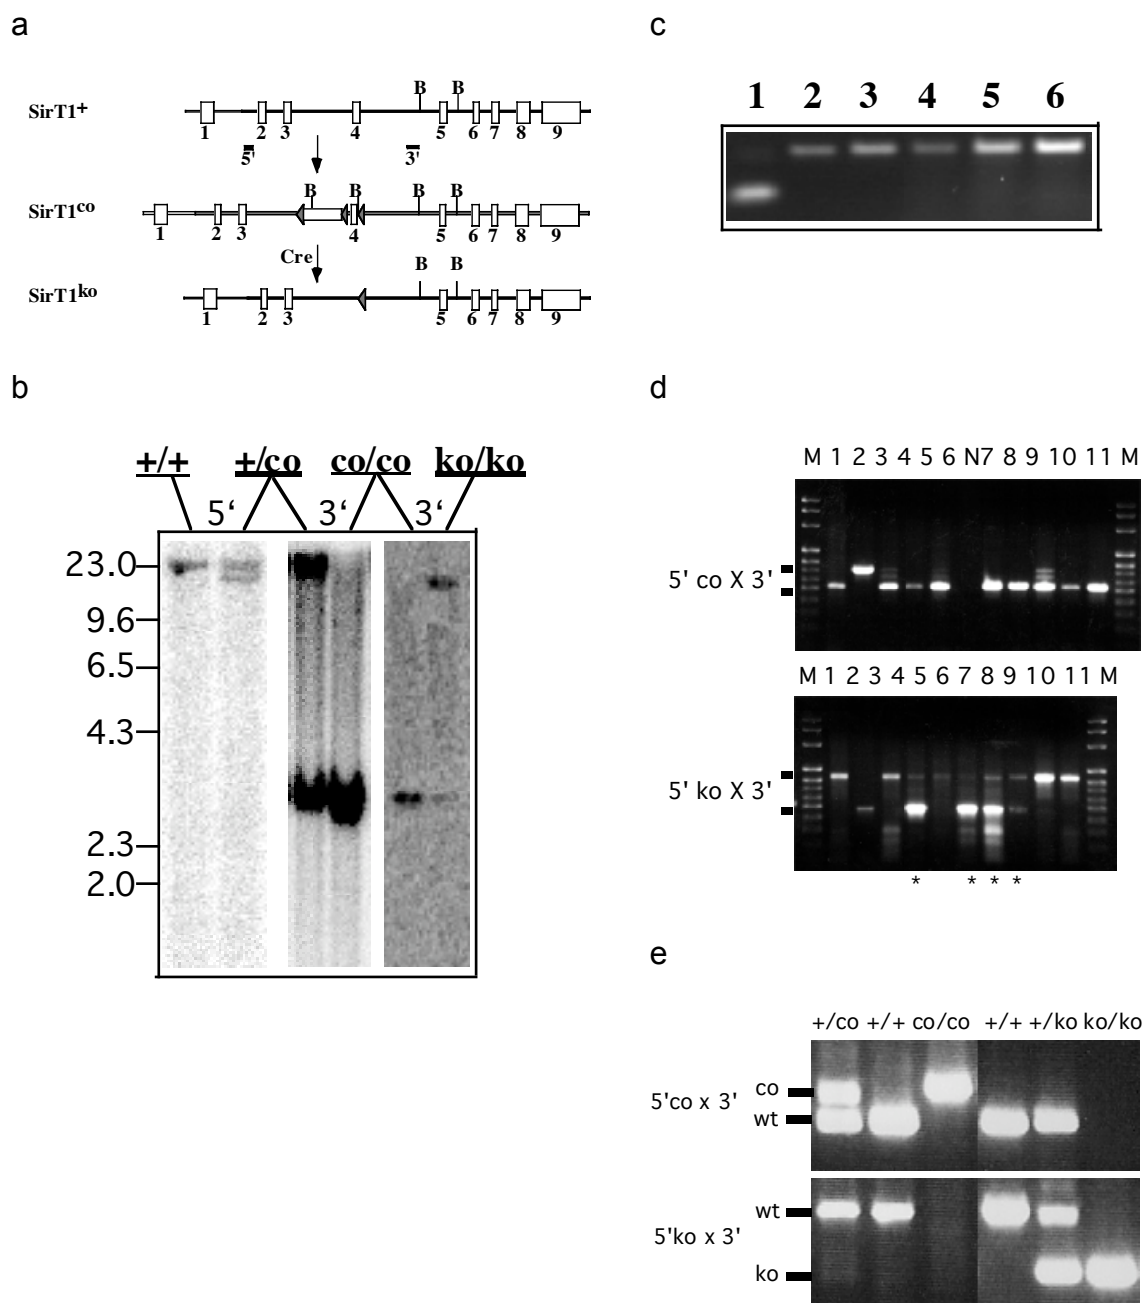 a
B B
SirT1+
1 2 3 4 5 6 7 8 9
5' 3'
B B B B
SirT1co
1 2 3 4 5 6 7 8 9
Cre
B B
SirT1ko
1 2 3 5 6 7 8 9
b
+/+ +/co co/co ko/ko
5' 3' 3'
23.0
9.6
6.5
4.3
2.3
2.0
c
1 2 3 4 5 6
d
M 1 2 3 4 5 6 N7 8 9 10 11 M
5' co X 3'
M 1 2 3 4 5 6 7 8 9 10 11 M
5' ko X 3'
* * * *
e
+/co +/+ co/co +/+ +/ko ko/ko
5'co x 3'
co
wt
5'ko x 3'
wt
ko